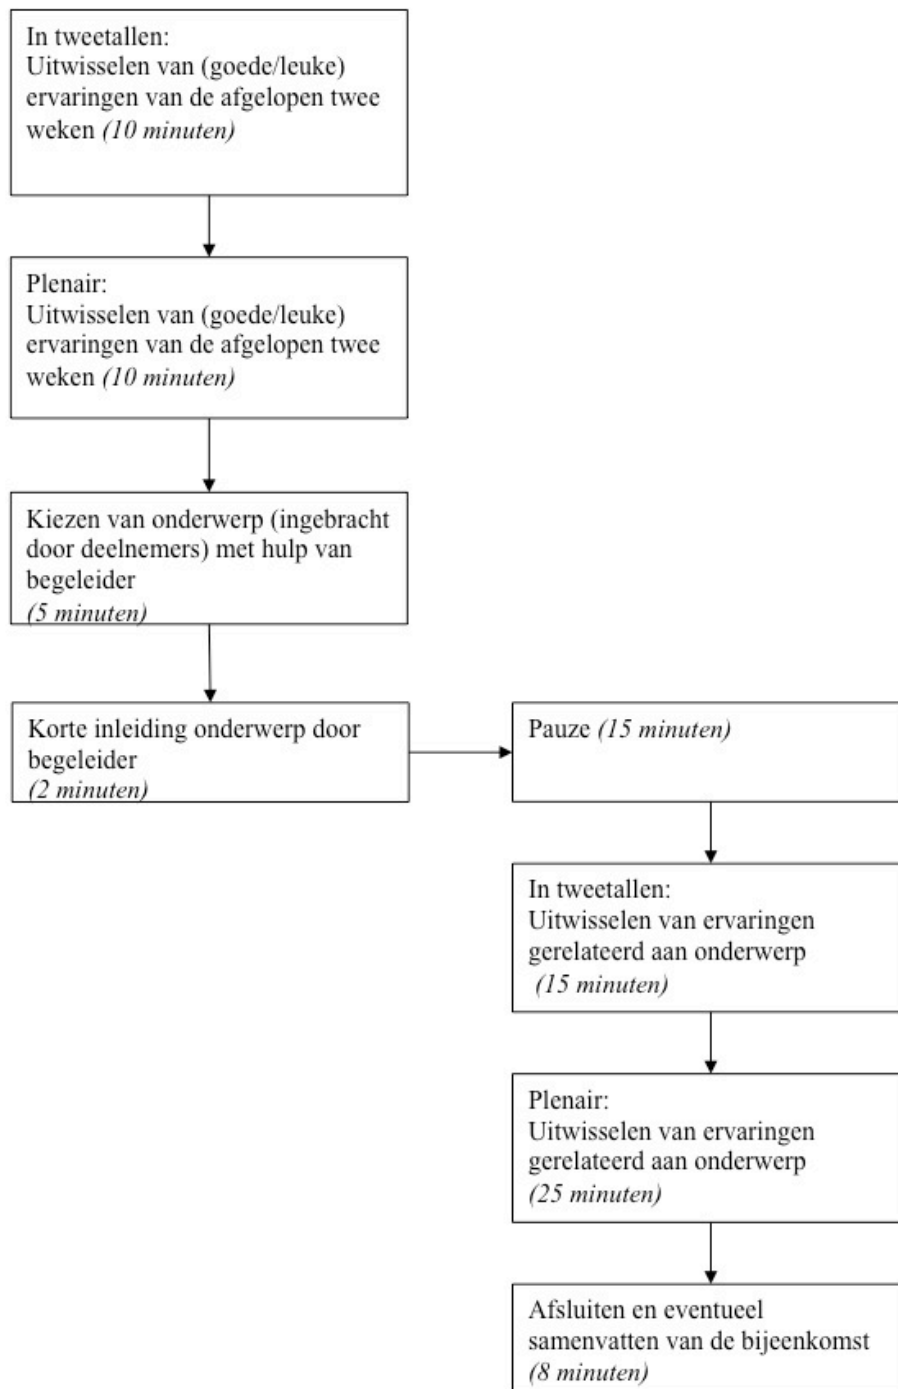 In tweetallen:
Uitwisselen van (goede/leuke)
ervaringen van de afgelopen twee
weken (10 minuten)
Plenair:
Uitwisselen van (goede/leuke)
ervaringen van de afgelopen twee
weken (10 minuten)
Kiezen van onderwerp (ingebracht
door deelnemers) met hulp van
begeleider
(5 minuten)
Korte inleiding onderwerp door
begeleider
(2 minuten)
Pauze (15 minuten)
In tweetallen:
Uitwisselen van ervaringen
gerelateerd aan onderwerp
(15 minuten)
Plenair:
Uitwisselen van ervaringen
gerelateerd aan onderwerp
(25 minuten)
Afsluiten en eventueel
samenvatten van de bijeenkomst
(8 minuten)